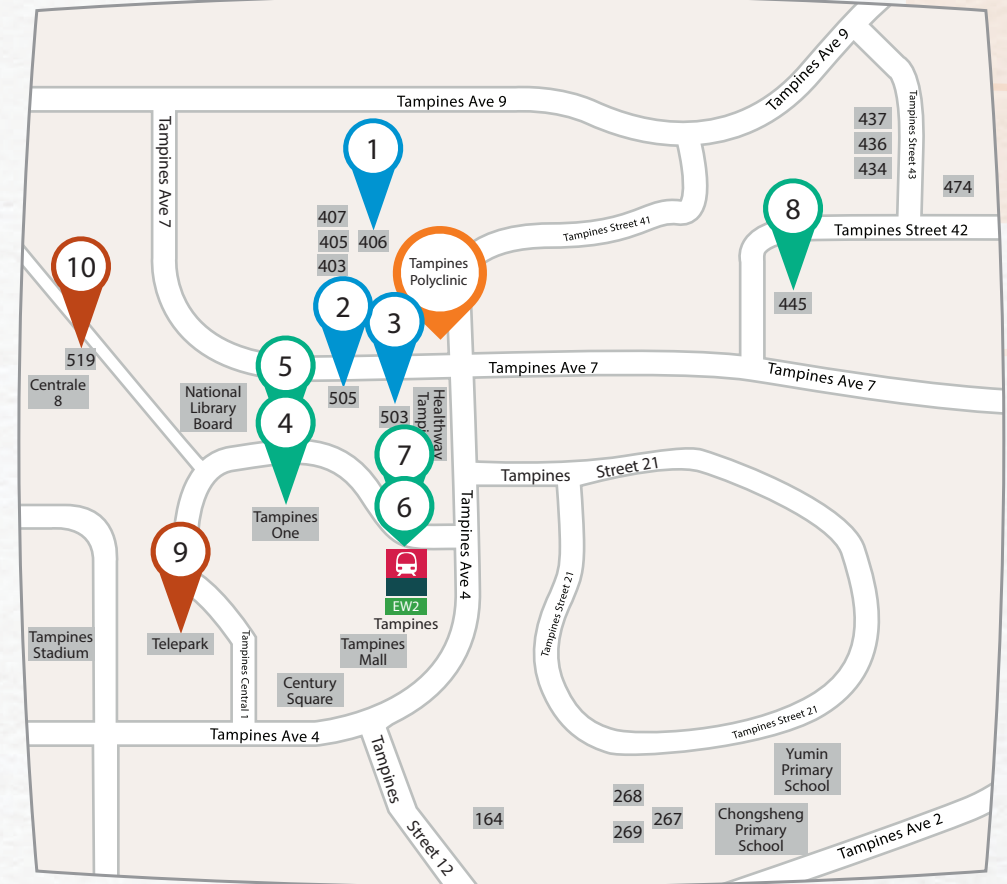 Tampines Ave 9
Tampines Ave 9
Tampines Street 43
437
436
434
474
1
Tampines Ave 7
407
405
406
403
8
Tampines Street 41
Tampines Street 42
10
Tampines
Polyclinic
445
2
3
519
Centrale
8
5
National
Library
Board
4
505
503
Healthway
Tampi
Tampines Ave 7
Tampines Ave 7
7
Tampines Street 21
6
Tampines
One
Tampines Ave 4
9
EW2
Tampines
Tampines Street 21
Tampines
Stadium
Telepark
Tampines Central 1
Tampines
Mall
Century
Square
Tampines Ave 4
Tampines Street 21
Tampines Street 12
Yumin
Primary
School
164
268
267
269
Chongsheng
Primary
School
Tampines Ave 2